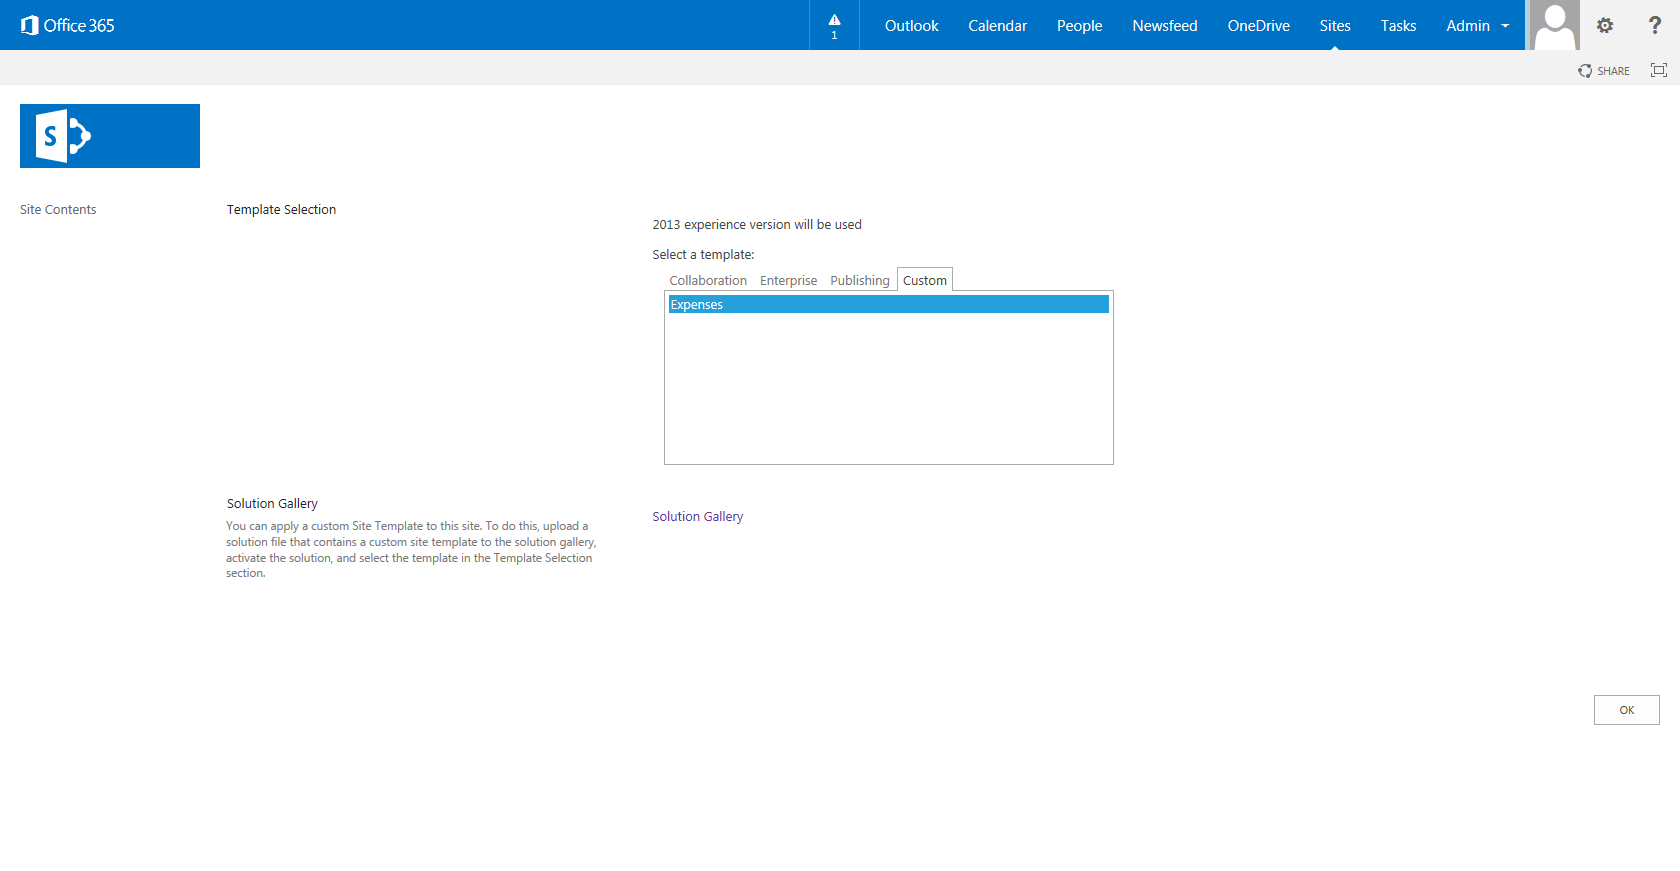 Office 365
1
Outlook Calendar People Newsfeed OneDrive Sites Tasks Admin
?
SHARE
S
Site Contents
Template Selection
2013 experience version will be used
Select a template:
Collaboration Enterprise Publishing Custom
Expenses
Solution Gallery
You can apply a custom Site Template to this site. To do this, upload a
solution file that contains a custom site template to the solution gallery,
activate the solution, and select the template in the Template Selection
section.
Solution Gallery
OK